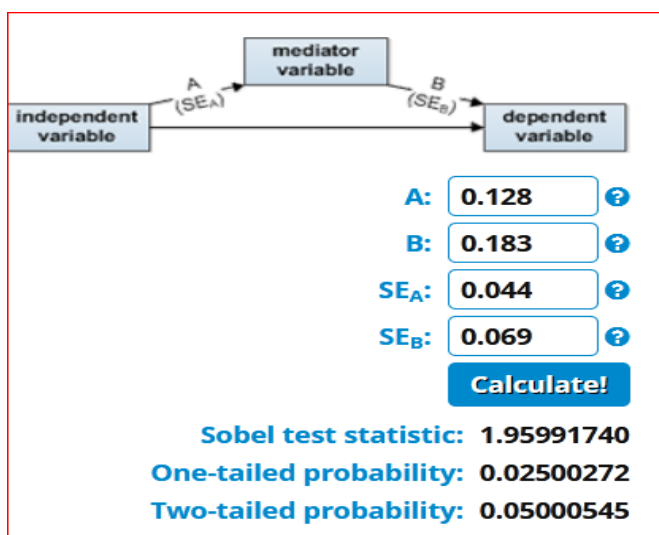 mediator
variable
A
(SEA)
B
(SEB)
independent
variable
dependent
variable
A: 0.128 ?
B: 0.183 ?
SEA: 0.044 ?
SEB: 0.069 ?
Calculate!
Sobel test statistic: 1.95991740
One-tailed probability: 0.02500272
Two-tailed probability: 0.05000545